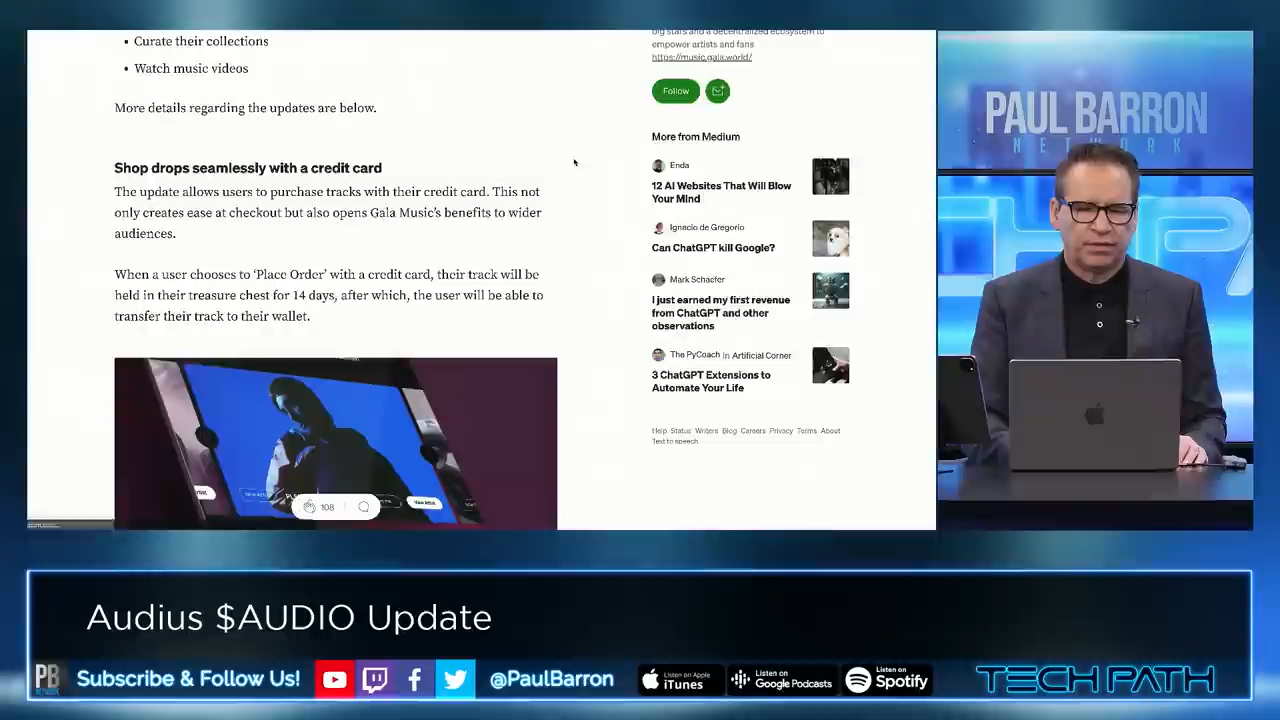 Curate their collections
Watch music videos
More details regarding the updates are below.
Shop drops seamlessly with a credit card
The update allows users to purchase tracks with their credit card. This not
only creates ease at checkout but also opens Gala Music's benefits to wider
audiences.
When a user chooses to ‘Place Order’ with a credit card, their track will be
held in their treasure chest for 14 days, after which, the user will be able to
transfer their track to their wallet.
108
big stars and a decentralized ecosystem to
empower artists and fans
https://music.gala.world/
Follow
More from Medium
Enda
12 AI Websites That Will Blow
Your Mind
Ignacio de Gregorio
Can ChatGPT kill Google?
Mark Schaefer
I just earned my first revenue
from ChatGPT and other
observations
The PyCoach in Artificial Corner
3 ChatGPT Extensions to
Automate Your Life
Help Status Writers Blog Careers Privacy Terms About
Text to speech
PAUL BARRON
NETWORK
Audius $AUDIO Update
PB
NETWORK
Subscribe & Follow Us!
@PaulBarron
Listen on Apple
iTunes
Listen on
Google Podcasts
Listen on
Spotify
TECH PATH